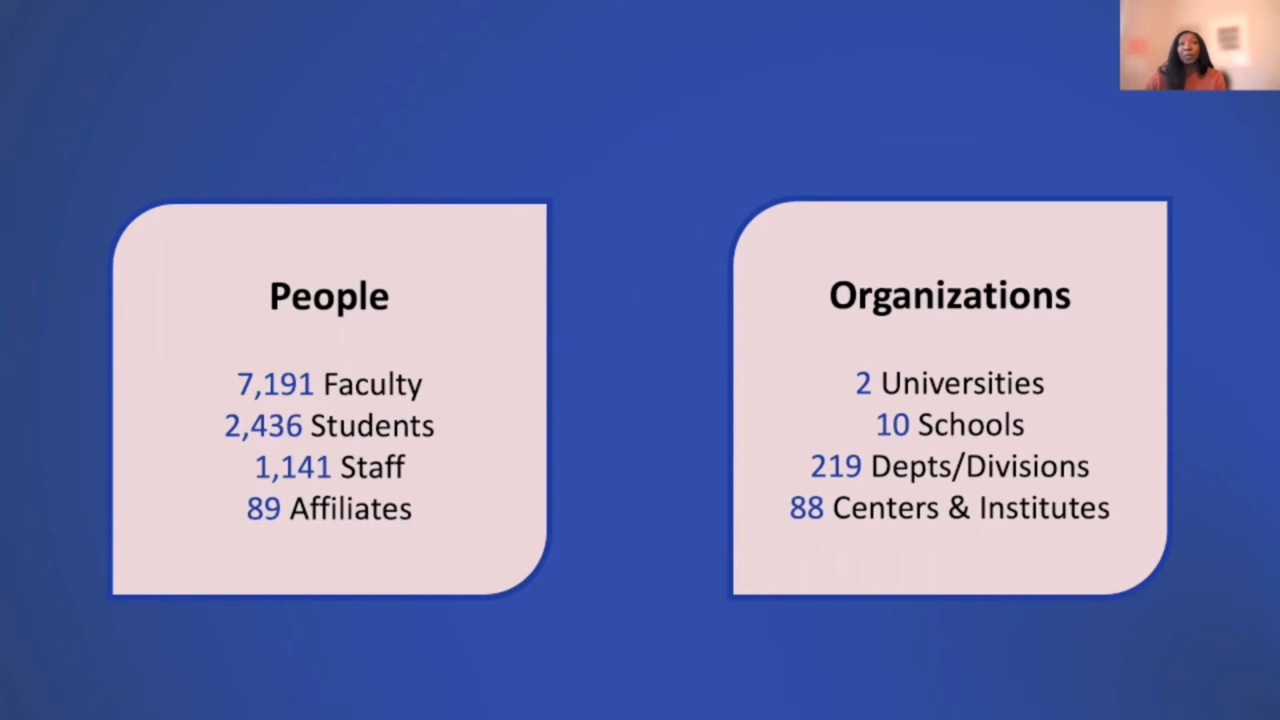 People
7,191 Faculty
2,436 Students
1,141 Staff
89 Affiliates
Organizations
2 Universities
10 Schools
219 Depts/Divisions
88 Centers & Institutes